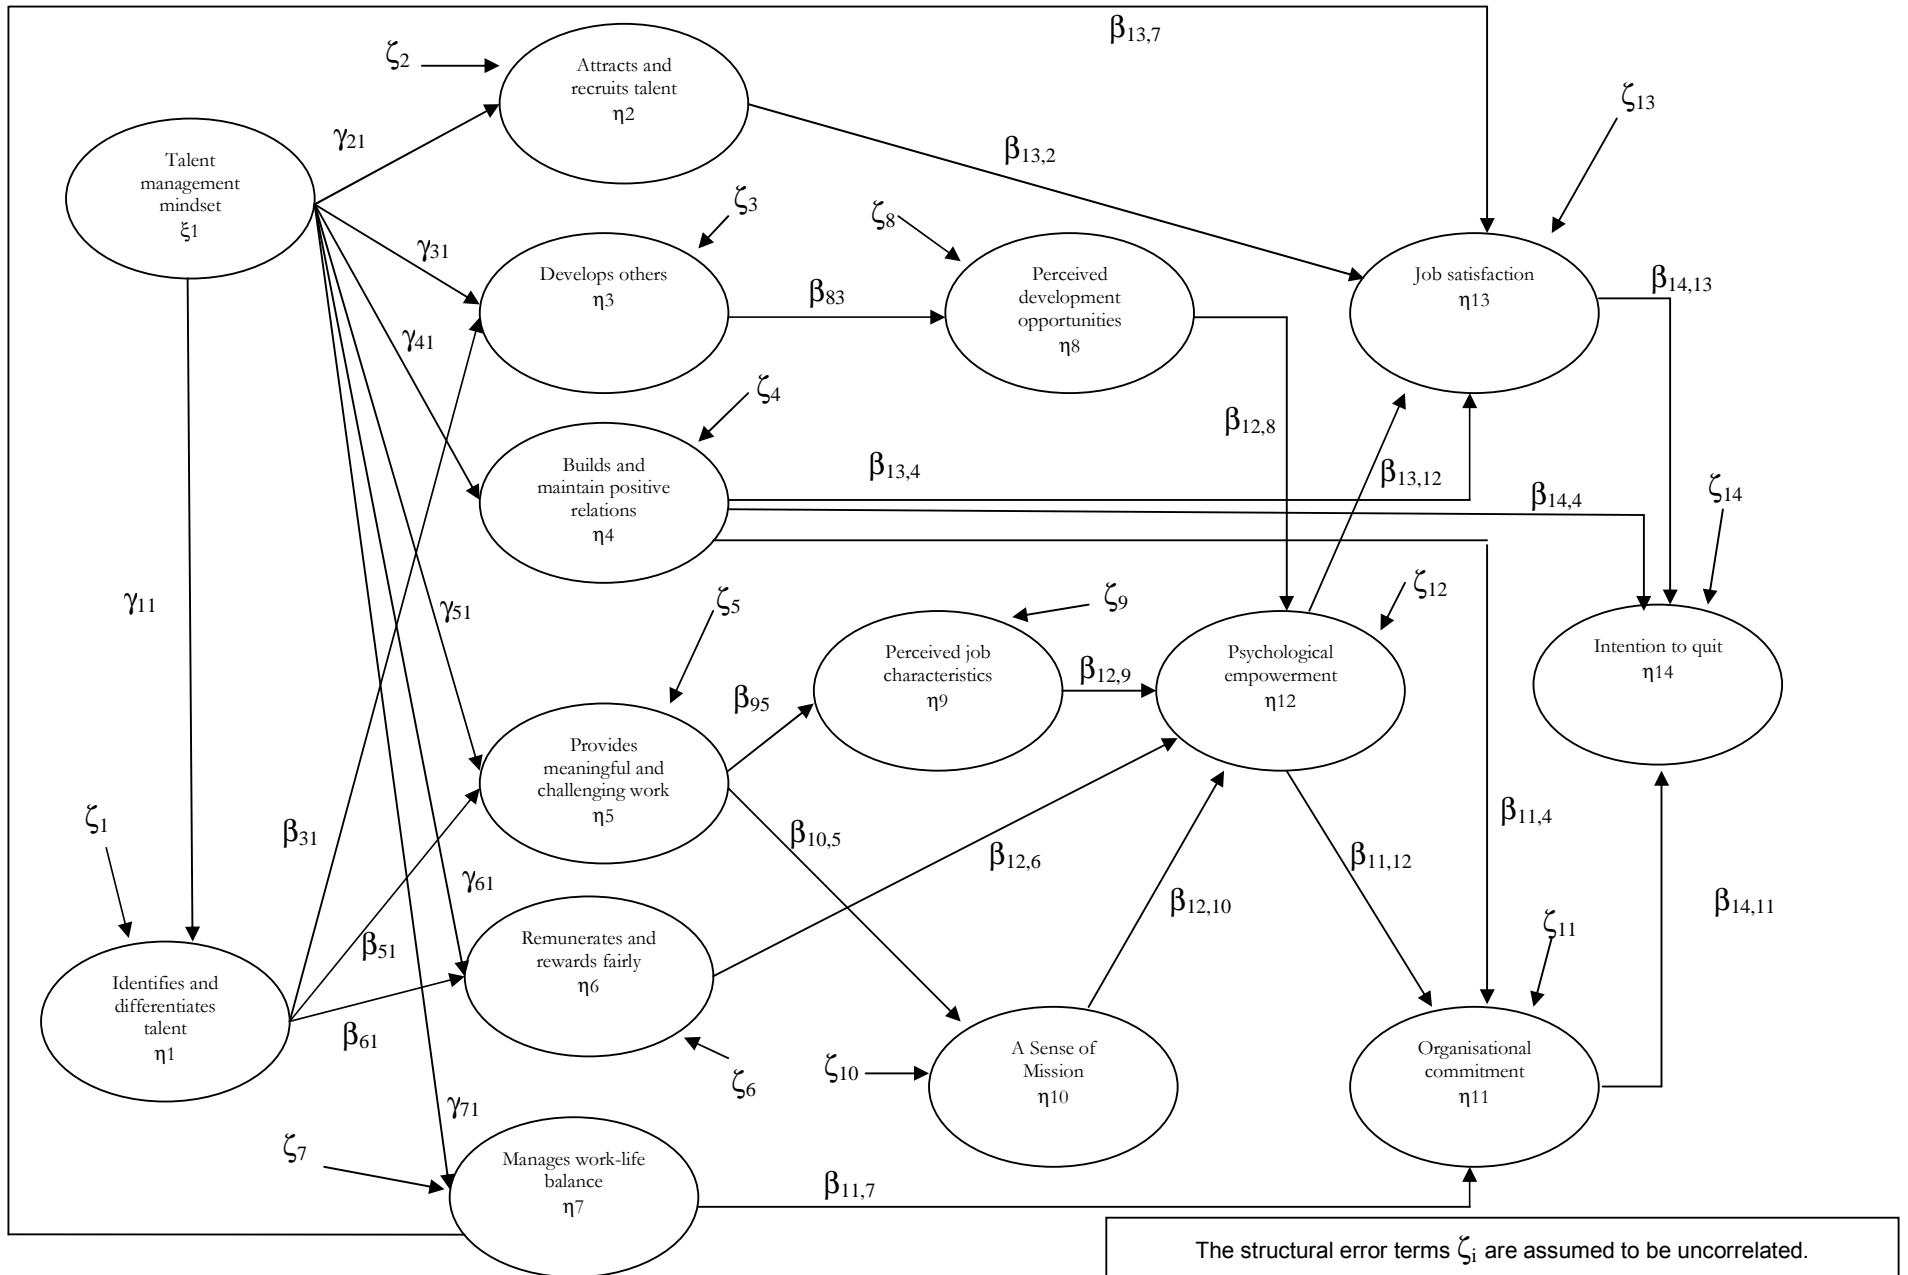 β13,7
ζ2
Attracts and
recruits talent
η2
ζ13
γ21
β13,2
Talent
management
mindset
ξ1
ζ3
ζ8
γ31
Develops others
η3
β83
Perceived
development
opportunities
η8
Job satisfaction
η13
β14,13
γ41
ζ4
β12,8
Builds and
maintain positive
relations
η4
β13,4
β13,12
β14,4
ζ14
γ11
γ51
ζ5
ζ9
ζ12
Perceived job
characteristics
η9
β12,9
Psychological
empowerment
η12
Intention to quit
η14
β95
Provides
meaningful and
challenging work
η5
ζ1
β31
β10,5
β12,6
β11,4
β11,12
γ61
β12,10
β14,11
β51
Remunerates and
rewards fairly
η6
ζ11
Identifies and
differentiates
talent
η1
β61
ζ6
ζ10
A Sense of
Mission
η10
Organisational
commitment
η11
γ71
ζ7
Manages work-life
balance
η7
β11,7
The structural error terms ζi are assumed to be uncorrelated.